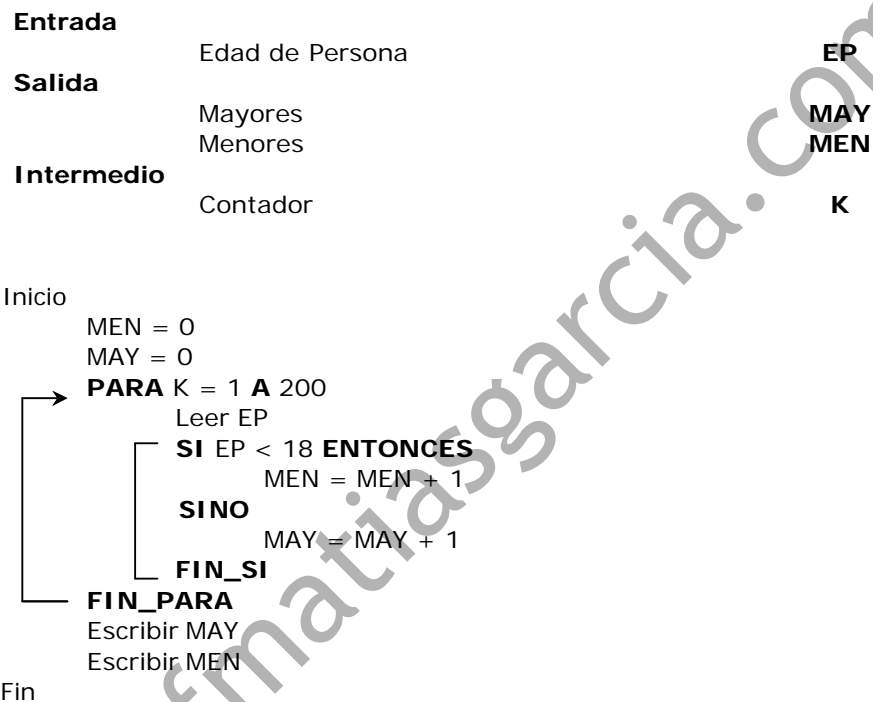 Entrada
Edad de Persona EP
Salida
Mayores MAY
Menores MEN
Intermedio
Contador K
Inicio
MEN = 0
MAY = 0
PARA K = 1 A 200
Leer EP
SI EP < 18 ENTONCES
MEN = MEN + 1
SINO
MAY = MAY + 1
FIN_SI
FIN_PARA
Escribir MAY
Escribir MEN
Fin
fmatiasgarcia.com